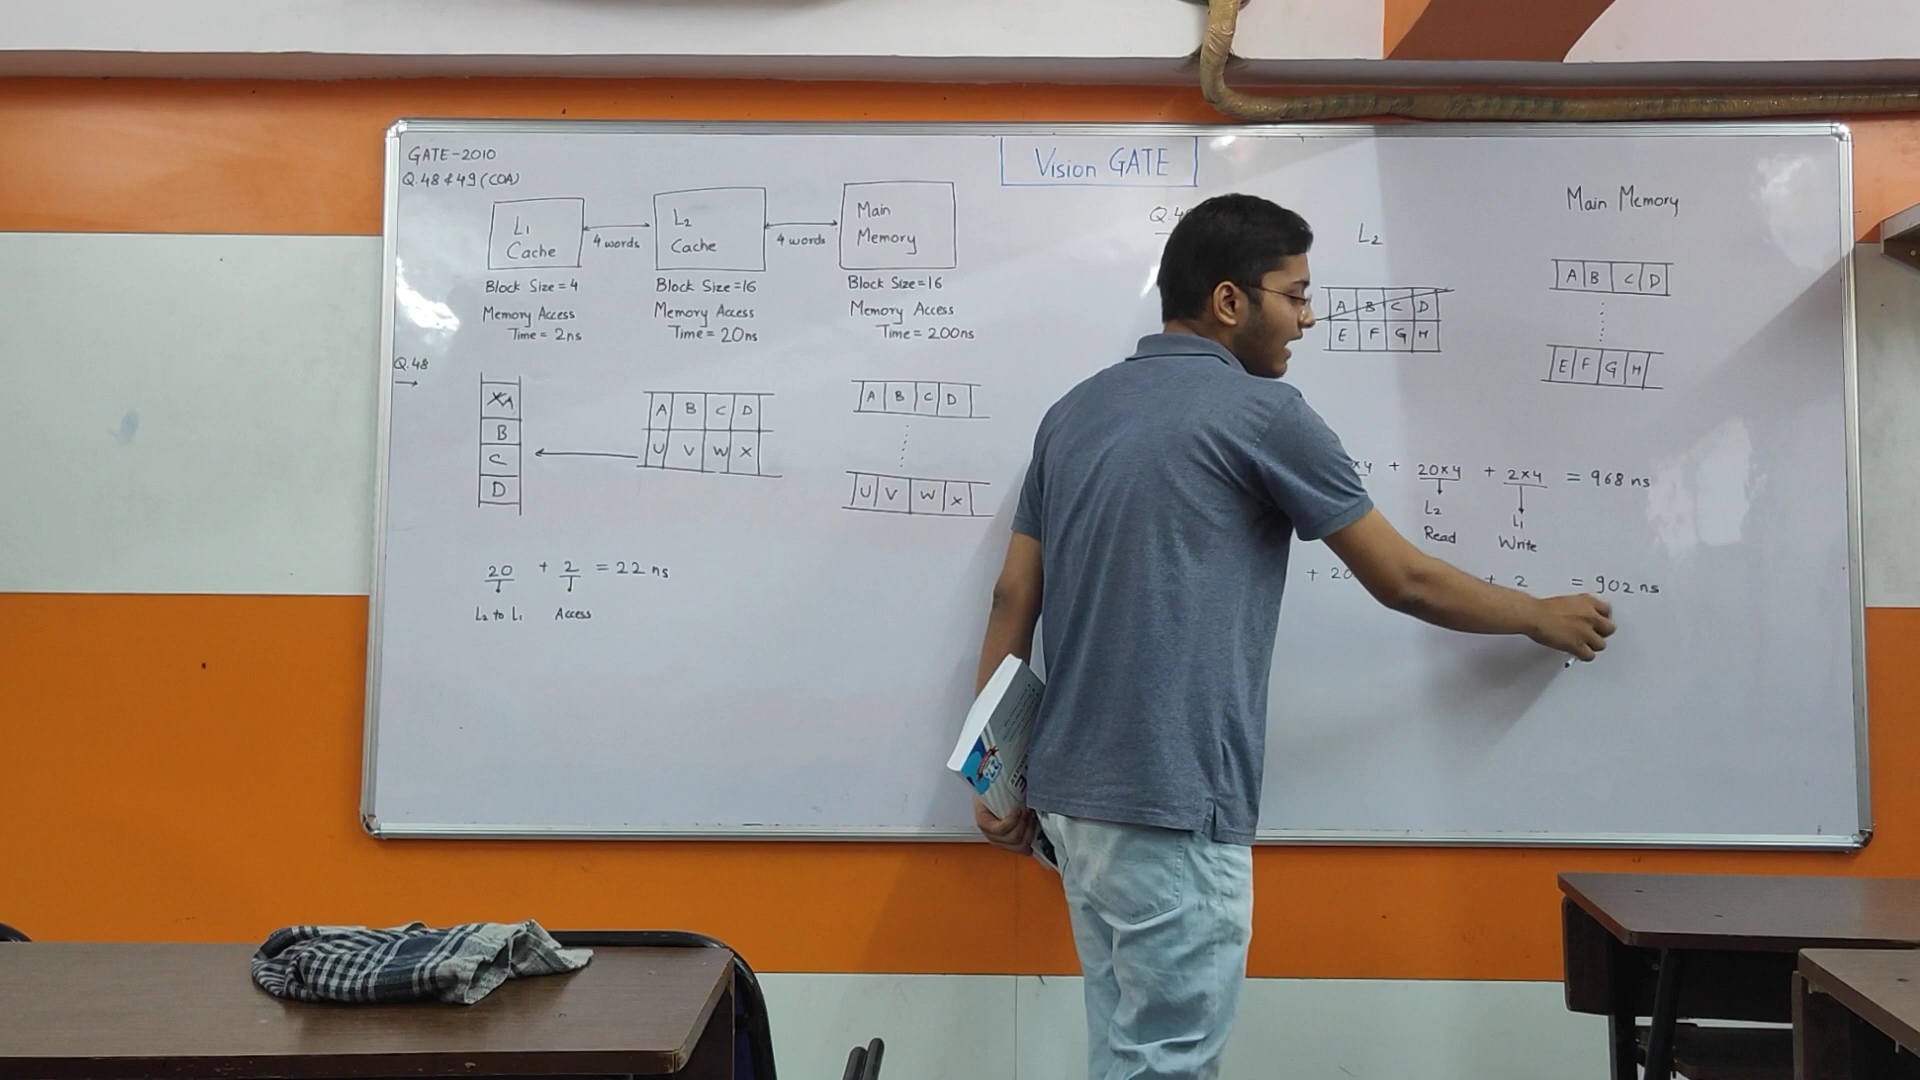 GATE-2010
Q.48 & 49 (COA)
Vision GATE
L1
Cache
4 words
L2
Cache
4 words
Main
Memory
Block Size = 4
Memory Access
Time = 2ns
Block Size = 16
Memory Access
Time = 20ns
Block Size = 16
Memory Access
Time = 200ns
Q.48
A
B
C
D
A B C D
U V W X
A B C D
U V W X
20 + 2 = 22 ns
L2 to L1 Access
L2
Main Memory
A B C D
E F G H
A B C D
E F G H
x4 + 20x4 + 2x4 = 968 ns
L2
Read
L1
Write
+ 20
+ 2 = 902 ns